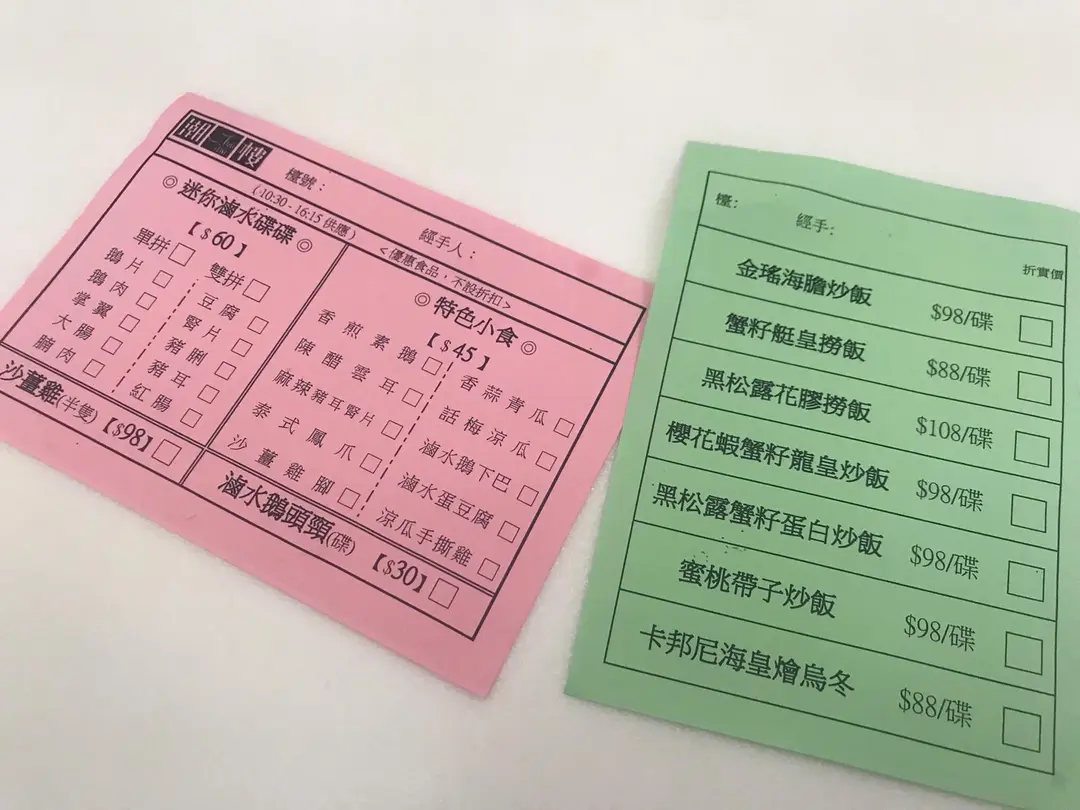 潮 樓
檯號：
經手人：
(10:30 - 16:15 供應)
<優惠食品，不設折扣>
◎ 迷你滷水碟碟 ◎
【$60】
單拼□ 雙拼□
鵝片□ 豆腐□
鵝肉□ 腎片□
掌翼□ 豬脷□
大腸□ 豬耳□
腩肉□ 紅腸□
沙薑雞(半隻)【$98】□
◎ 特色小食 ◎
【$45】
香煎素鵝□ 香蒜青瓜□
陳醋雲耳□ 話梅涼瓜□
麻辣豬耳腎片□ 滷水鵝下巴□
泰式鳳爪□ 滷水蛋豆腐□
沙薑雞腳□ 涼瓜手撕雞□
滷水鵝頭頸(碟)【$30】□
檯:
經手:
折實價
金瑤海膽炒飯 $98/碟 □
蟹籽艇皇撈飯 $88/碟 □
黑松露花膠撈飯 $108/碟 □
櫻花蝦蟹籽龍皇炒飯 $98/碟 □
黑松露蟹籽蛋白炒飯 $98/碟 □
蜜桃帶子炒飯 $98/碟 □
卡邦尼海皇燴烏冬 $88/碟 □